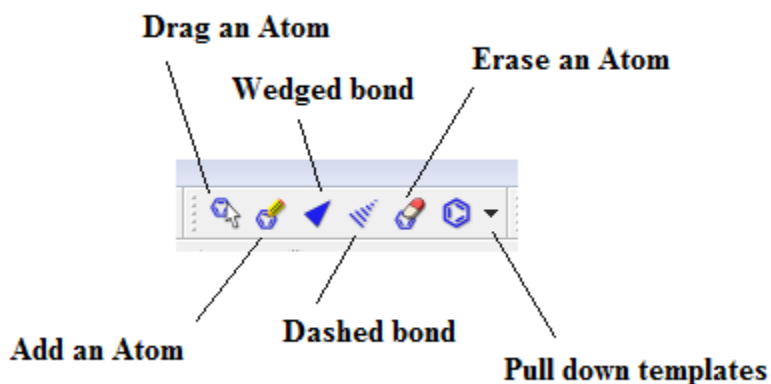 Drag an Atom
Erase an Atom
Wedged bond
Dashed bond
Add an Atom
Pull down templates